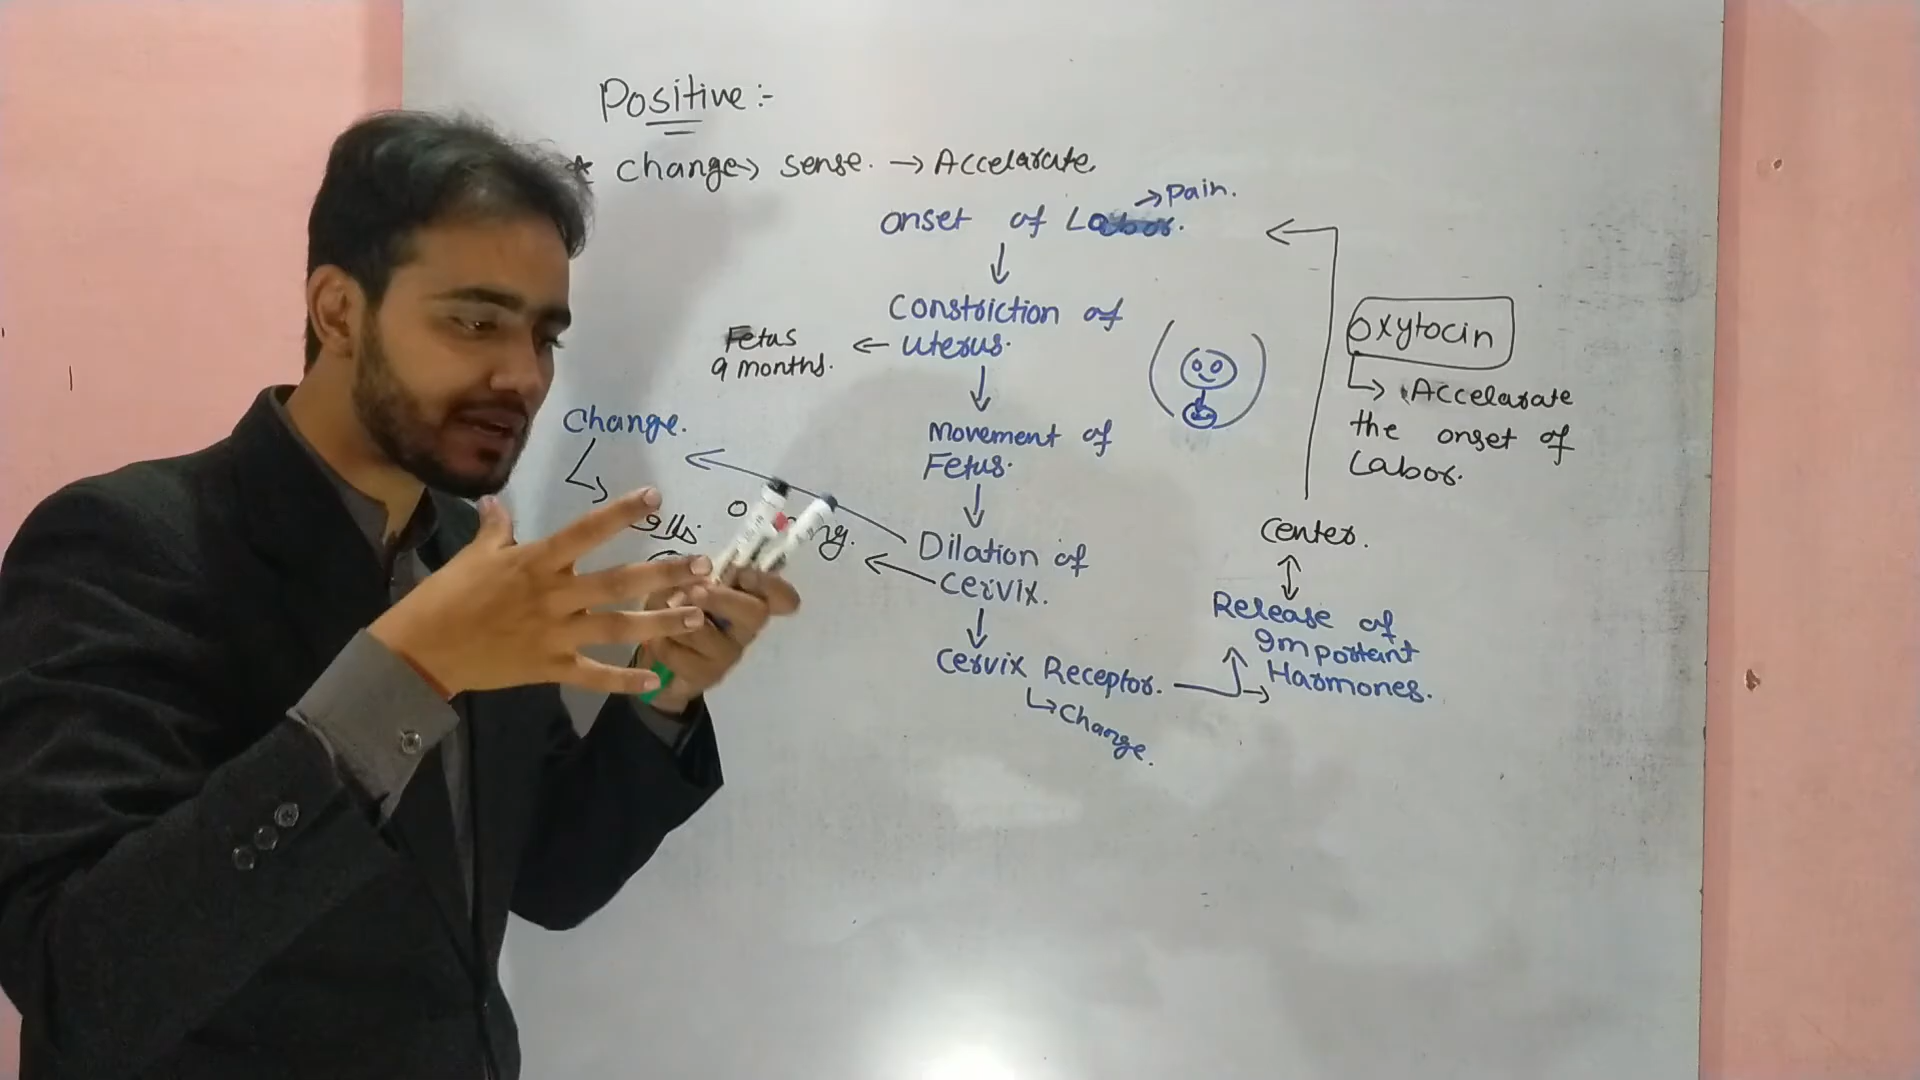 Positive :-
* change → sense. → Accelarate.
→ Pain.
onset of Labor.
Constriction of
Uterus.
Fetus
9 months.
Movement of
Fetus.
Change.
Dilation of
Cervix.
Cervix Receptor.
↳ Change.
Oxytocin
↳ Accelarate
the onset of
Labor.
Center.
Release of
Important
Harmones.